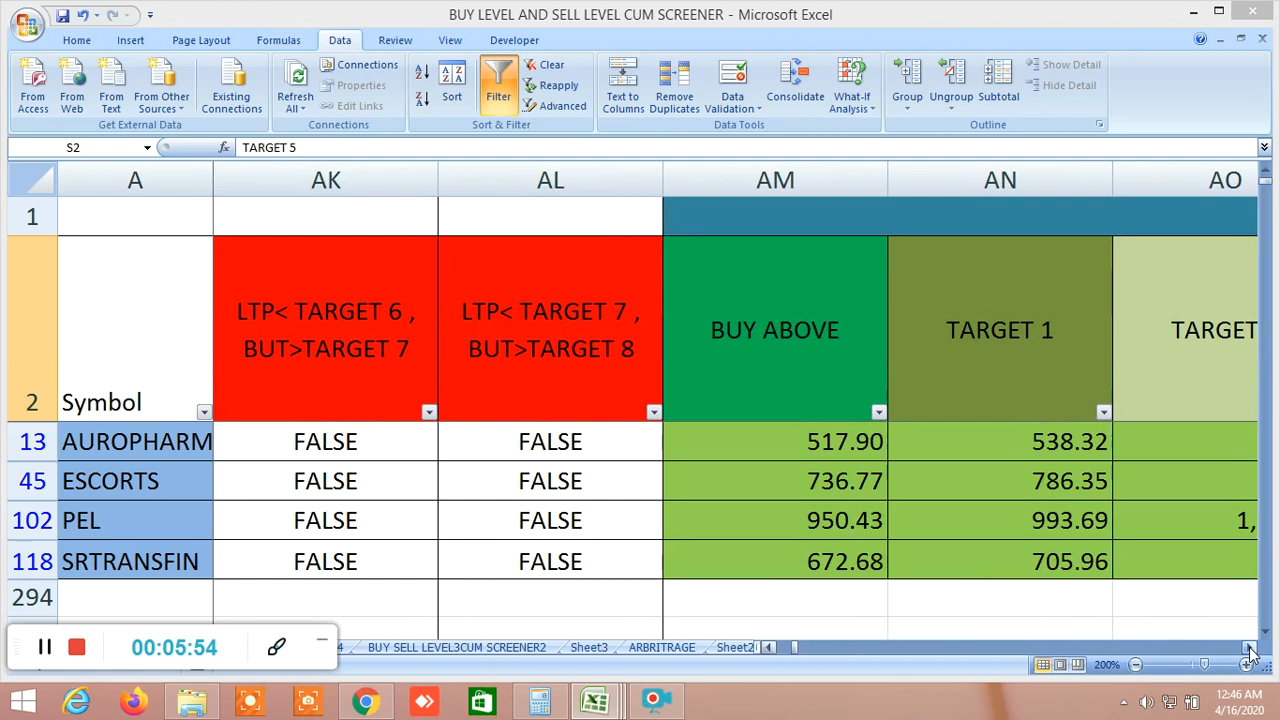 BUY LEVEL AND SELL LEVEL CUM SCREENER - Microsoft Excel
Home Insert Page Layout Formulas Data Review View Developer
From Access
From Web
From Text
From Other Sources
Existing Connections
Get External Data
Refresh All
Connections
Properties
Edit Links
Connections
Sort
Filter
Clear
Reapply
Advanced
Sort & Filter
Text to Columns
Remove Duplicates
Data Validation
Consolidate
What-If Analysis
Data Tools
Group
Ungroup
Subtotal
Show Detail
Hide Detail
Outline
S2 fx TARGET 5
A AK AL AM AN AO
1
2 Symbol
LTP< TARGET 6 ,
BUT>TARGET 7
LTP< TARGET 7 ,
BUT>TARGET 8
BUY ABOVE
TARGET 1
TARGET
13 AUROPHARM FALSE FALSE 517.90 538.32
45 ESCORTS FALSE FALSE 736.77 786.35
102 PEL FALSE FALSE 950.43 993.69 1,
118 SRTRANSFIN FALSE FALSE 672.68 705.96
294
00:05:54
4 BUY SELL LEVEL3CUM SCREENER2 Sheet3 ARBRITRAGE Sheet2
200%
12:46 AM
4/16/2020